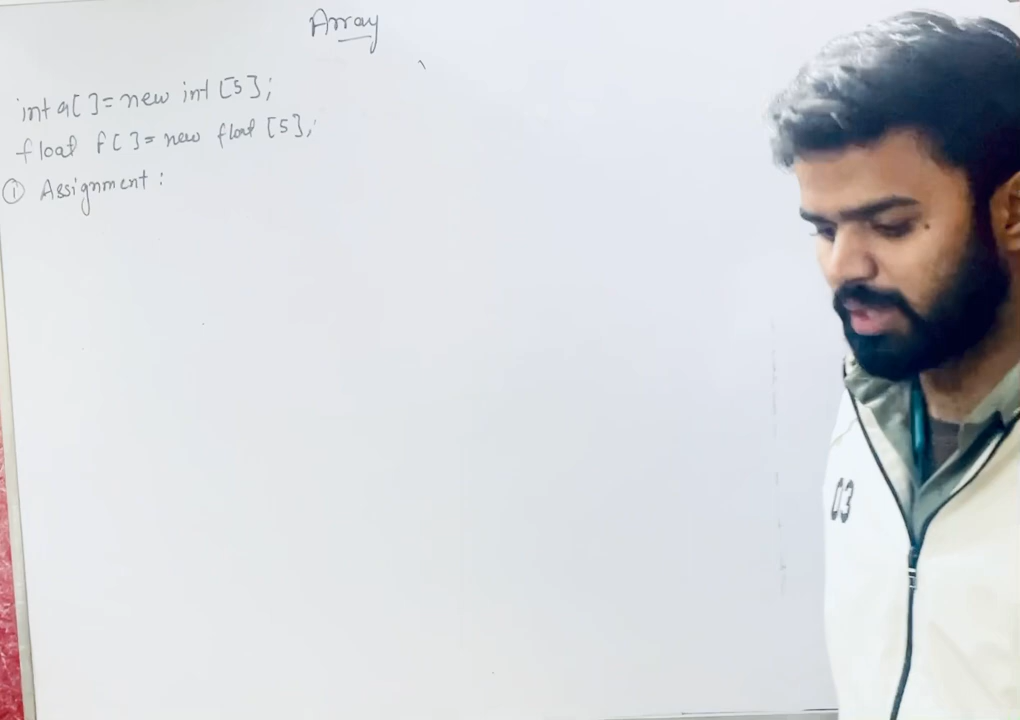 Array
int a[]= new int [5];
float f[]= new float [5];
① Assignment :
03